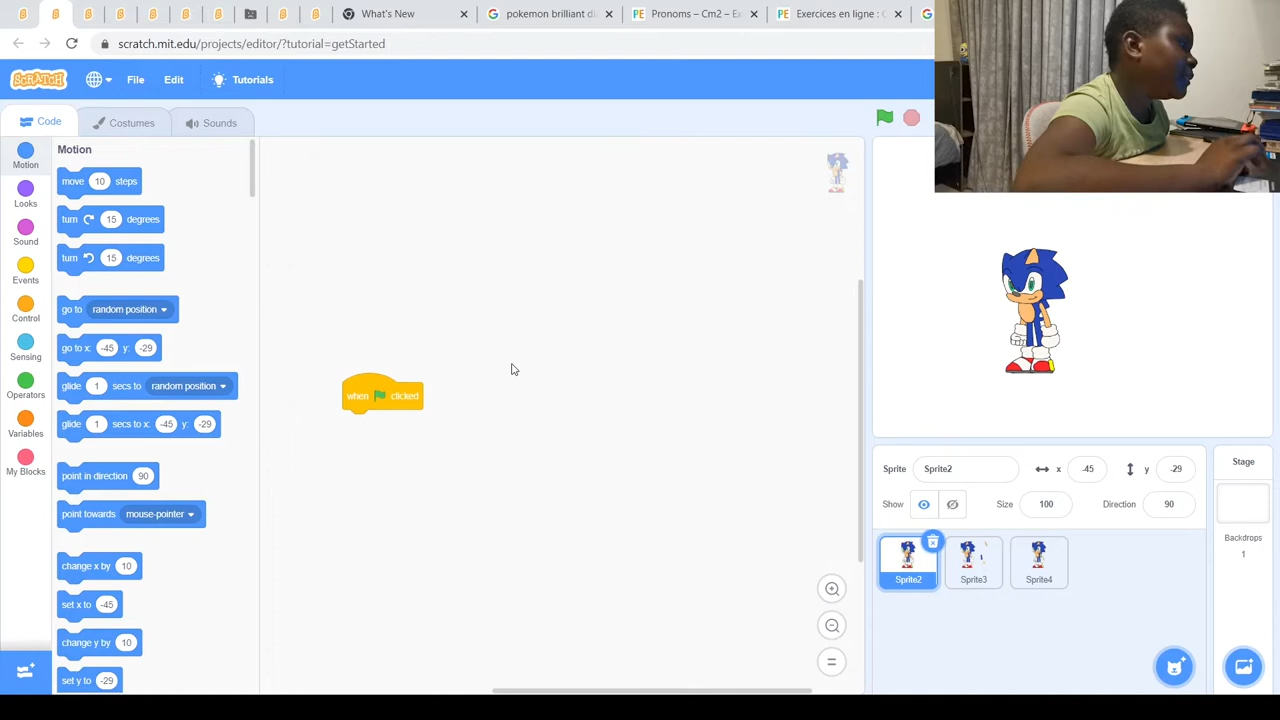 What's New
pokemon brilliant di
Pronoms – Cm2 – Ex
Exercices en ligne : C
scratch.mit.edu/projects/editor/?tutorial=getStarted
SCRATCH
File
Edit
Tutorials
Code
Costumes
Sounds
Motion
Looks
Sound
Events
Control
Sensing
Operators
Variables
My Blocks
Motion
move 10 steps
turn 15 degrees
turn 15 degrees
go to random position
go to x: -45 y: -29
glide 1 secs to random position
glide 1 secs to x: -45 y: -29
point in direction 90
point towards mouse-pointer
change x by 10
set x to -45
change y by 10
set y to -29
when clicked
Sprite Sprite2 x -45 y -29
Show Size 100 Direction 90
Sprite2
Sprite3
Sprite4
Stage
Backdrops
1